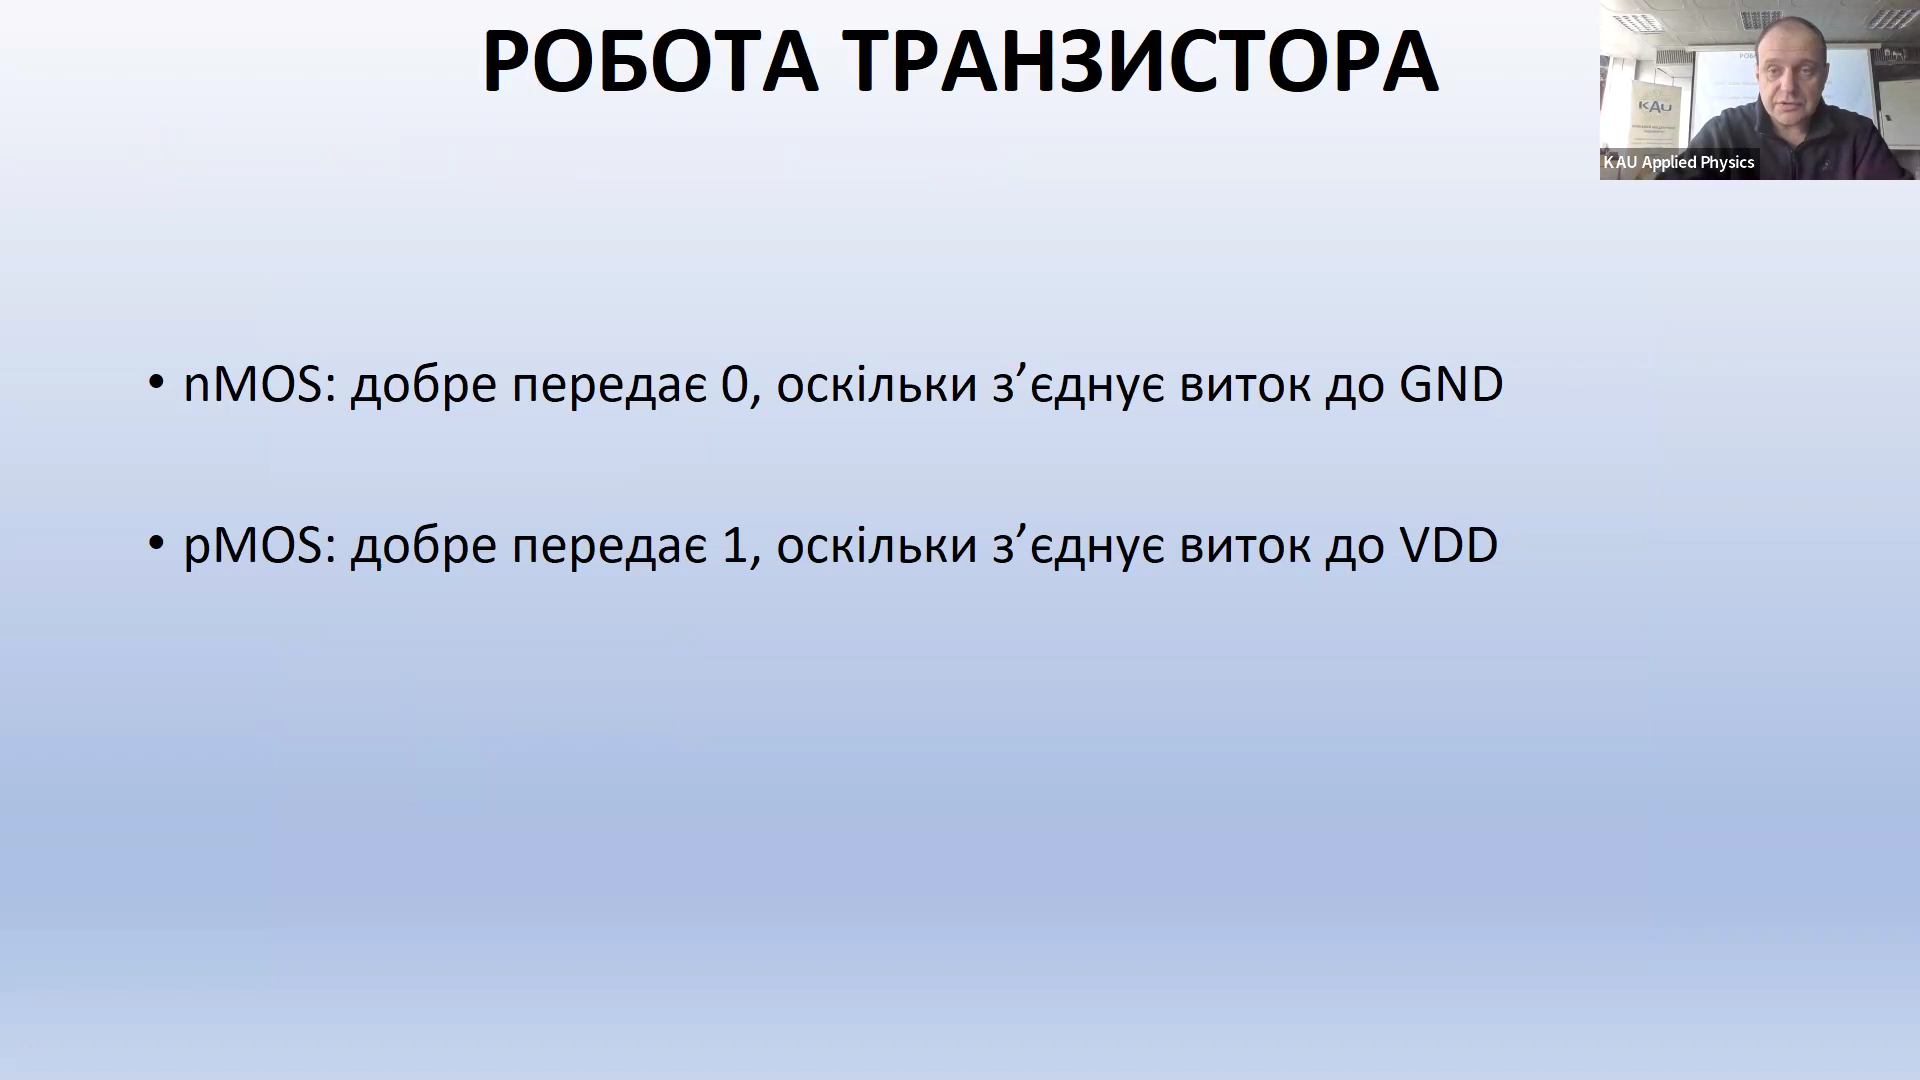 РОБОТА ТРАНЗИСТОРА
KAU
KAU Applied Physics
• nMOS: добре передає 0, оскільки з’єднує виток до GND
• pMOS: добре передає 1, оскільки з’єднує виток до VDD